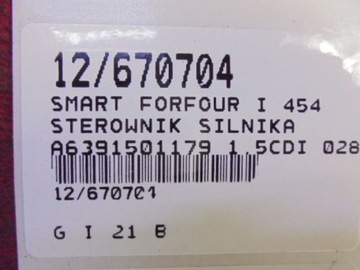 12/670704
SMART FORFOUR I 454
STEROWNIK SILNIKA
A6391501179 1.5CDI 028
12/670704
G I 21 B